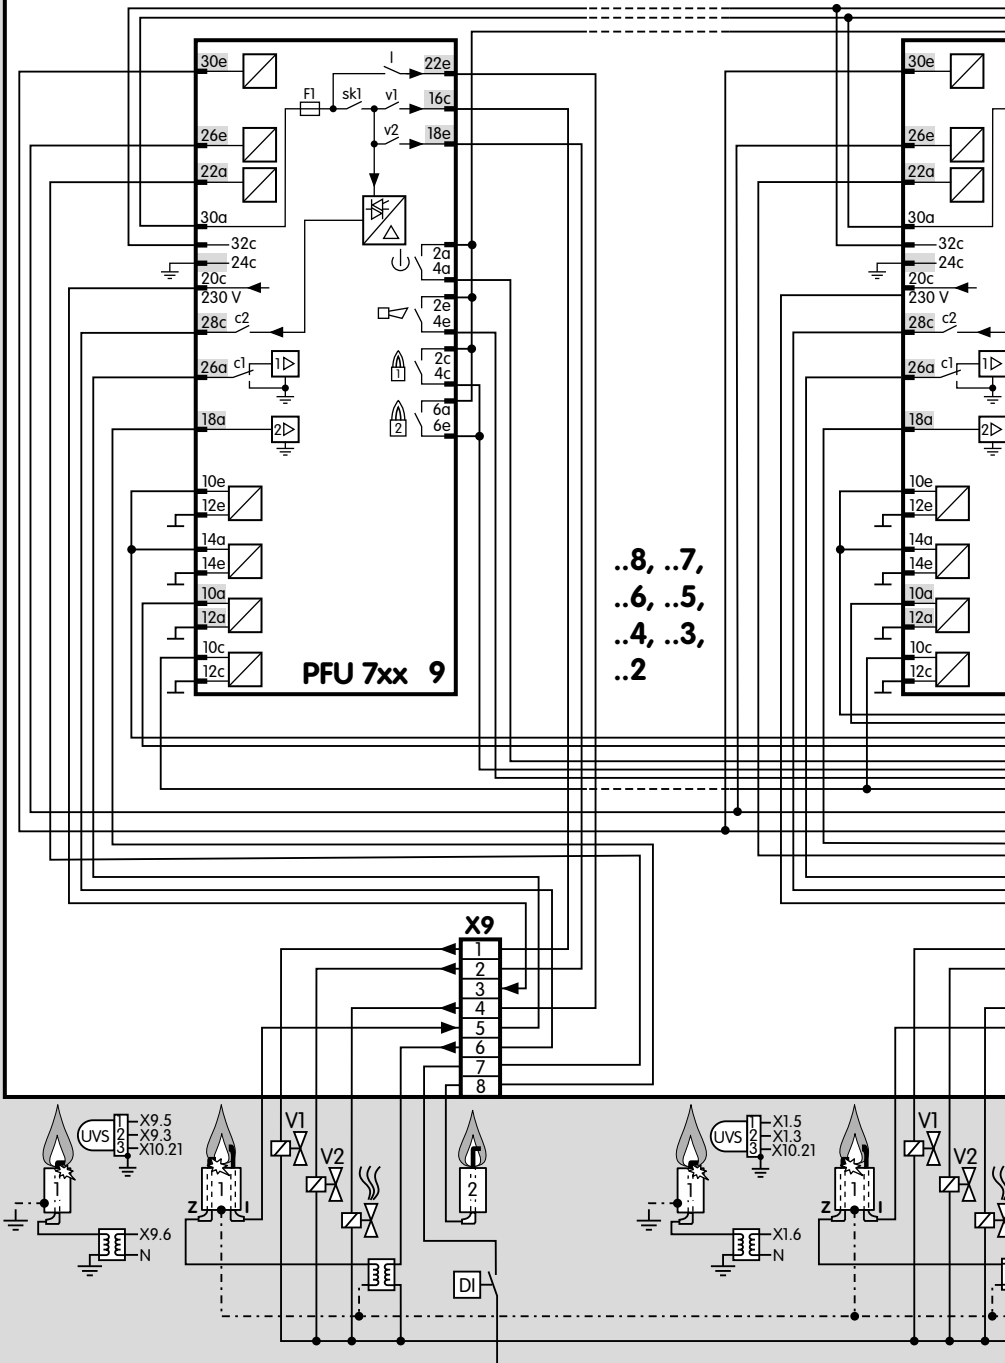 30e
26e
22a
30a
32c
24c
20c
230 V
28c c2
26a c1 1
18a 2
10e
12e
14a
14e
10a
12a
10c
12c
F1 sk1 I v1 v2
22e
16c
18e
2a
4a
2e
4e
1 2c
4c
6a
2 6e
PFU 7xx 9
..8, ..7,
..6, ..5,
..4, ..3,
..2
30e
26e
22a
30a
32c
24c
20c
230 V
28c c2
26a c1 1
18a 2
10e
12e
14a
14e
10a
12a
10c
12c
X9
1
2
3
4
5
6
7
8
UVS 1 X9.5
2 X9.3
3 X10.21
1
X9.6
N
1
Z I
V1
V2
2
DI
UVS 1 X1.5
2 X1.3
3 X10.21
1
X1.6
N
1
Z I
V1
V2